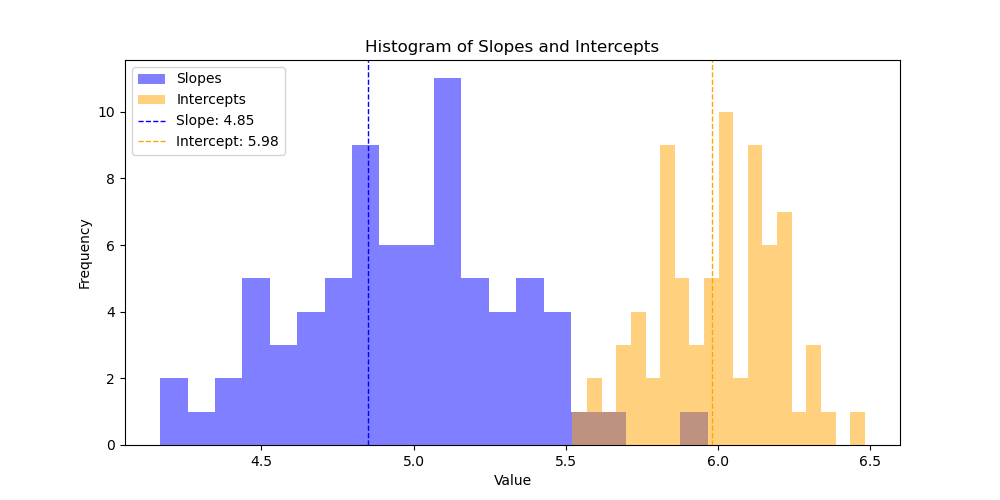 Histogram of Slopes and Intercepts
Slopes
Intercepts
Slope: 4.85
Intercept: 5.98
Frequency
10
8
6
4
2
0
4.5 5.0 5.5 6.0 6.5
Value